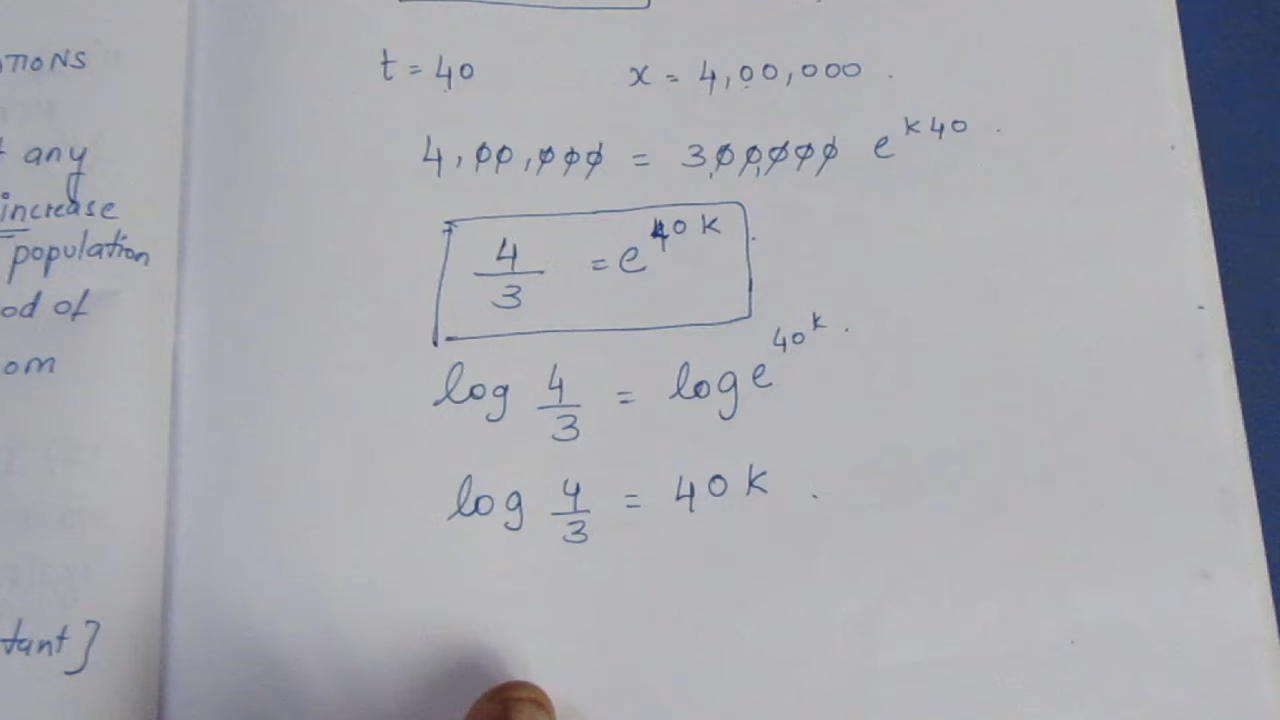 TIONS
any
increase
population
od of
om
tant}
t = 40 x = 4,00,000 .
4,00,000 = 3,00,000 e^k40 .
4/3 = e^40k .
log 4/3 = log e^40k .
log 4/3 = 40k .